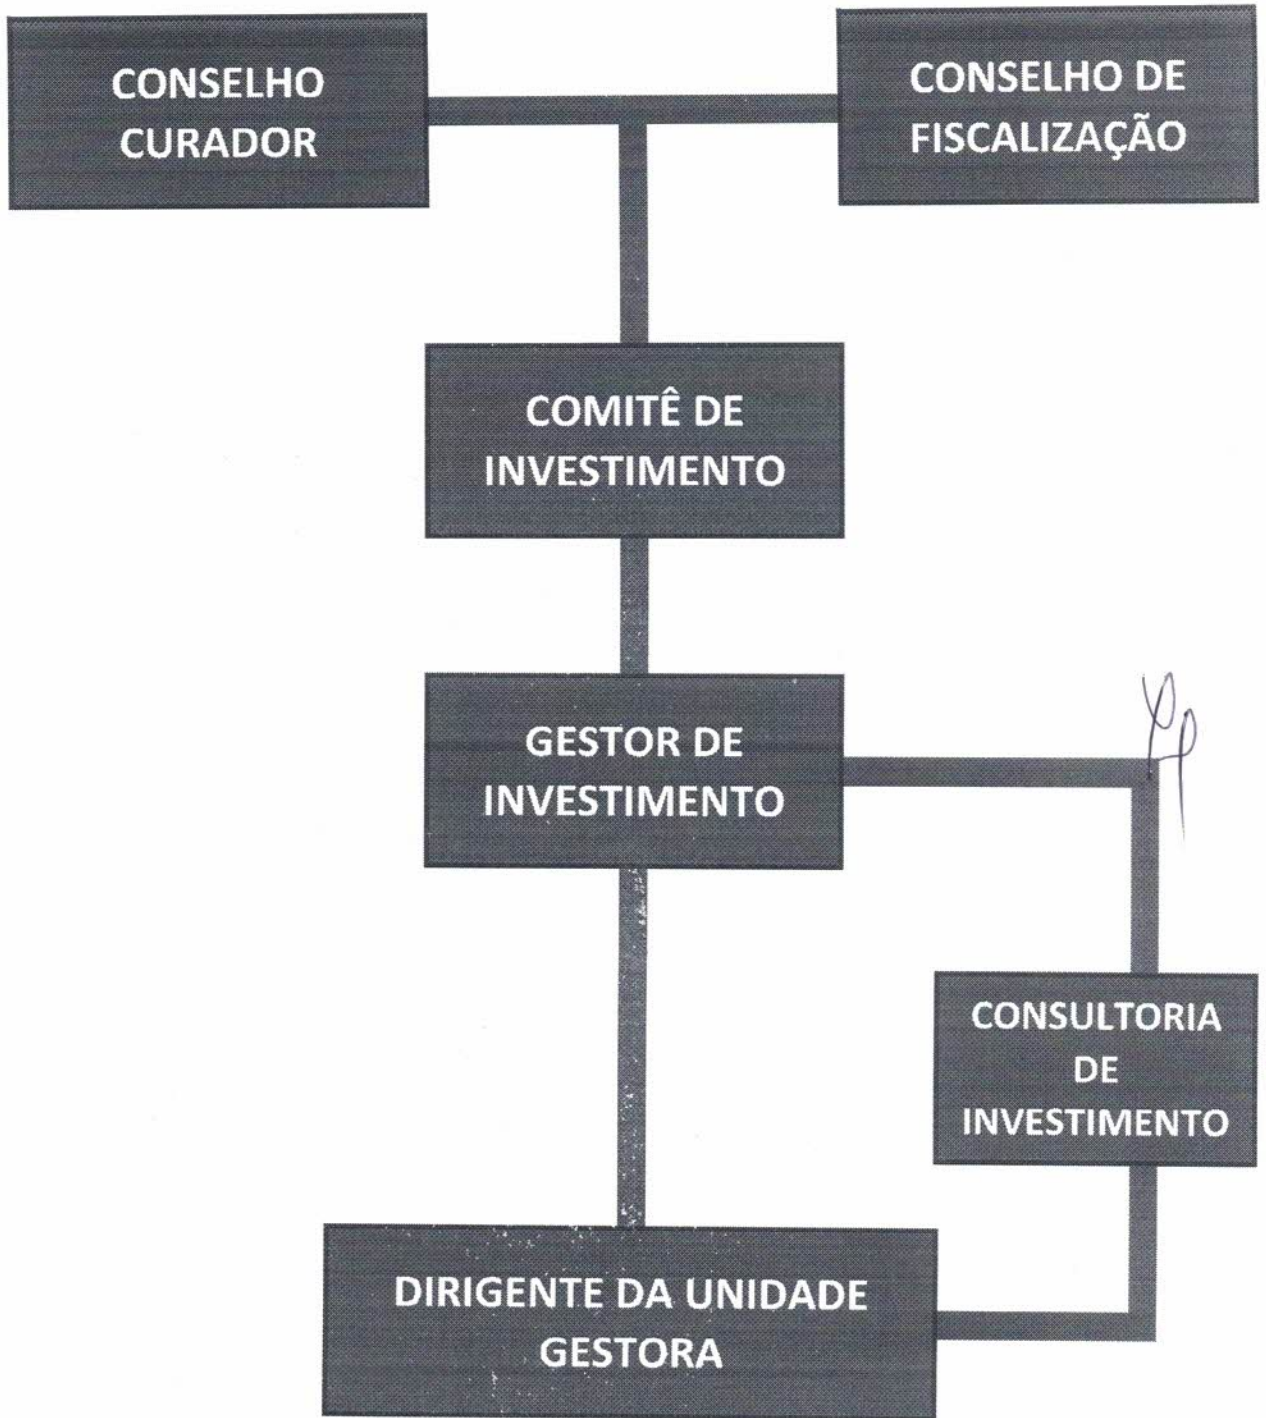 CONSELHO
CURADOR
CONSELHO DE
FISCALIZAÇÃO
COMITÊ DE
INVESTIMENTO
GESTOR DE
INVESTIMENTO
CONSULTORIA
DE
INVESTIMENTO
DIRIGENTE DA UNIDADE
GESTORA